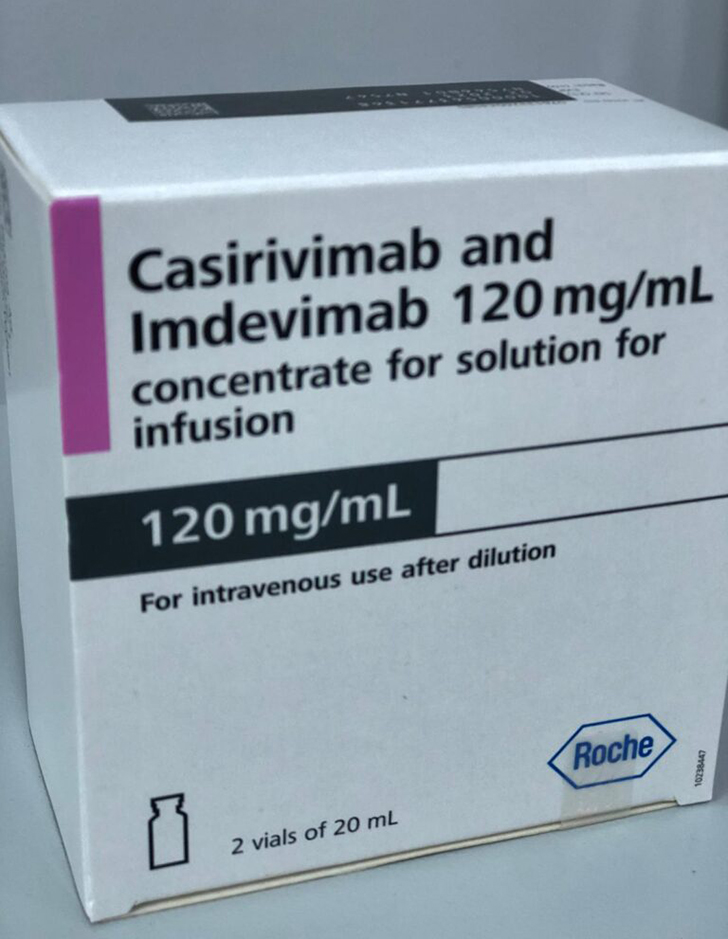 Casirivimab and
Imdevimab 120 mg/mL
concentrate for solution for
infusion
120 mg/mL
For intravenous use after dilution
Roche
10238447
2 vials of 20 mL